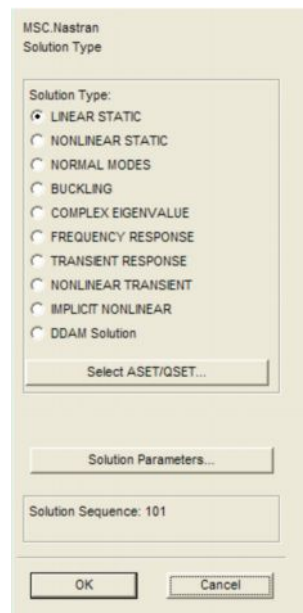 MSC.Nastran
Solution Type
Solution Type:
LINEAR STATIC
NONLINEAR STATIC
NORMAL MODES
BUCKLING
COMPLEX EIGENVALUE
FREQUENCY RESPONSE
TRANSIENT RESPONSE
NONLINEAR TRANSIENT
IMPLICIT NONLINEAR
DDAM Solution
Select ASET/QSET...
Solution Parameters...
Solution Sequence: 101
OK
Cancel